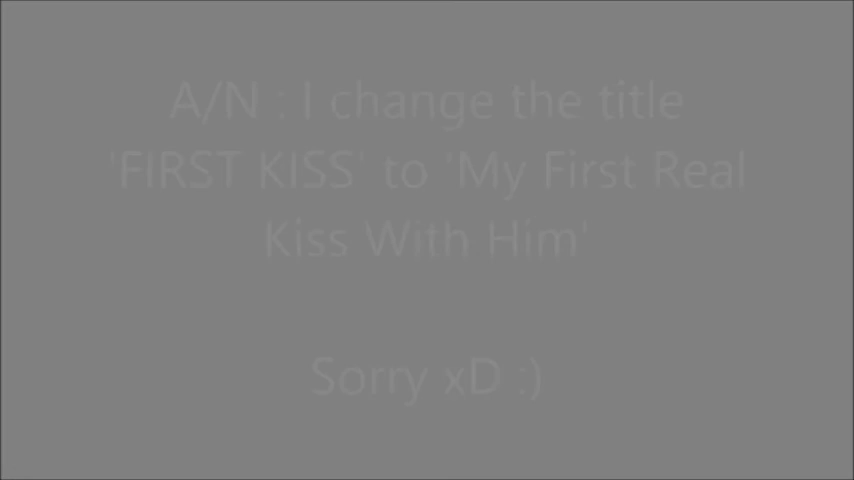 A/N : I change the title
'FIRST KISS' to 'My First Real
Kiss With Him'
Sorry xD :)